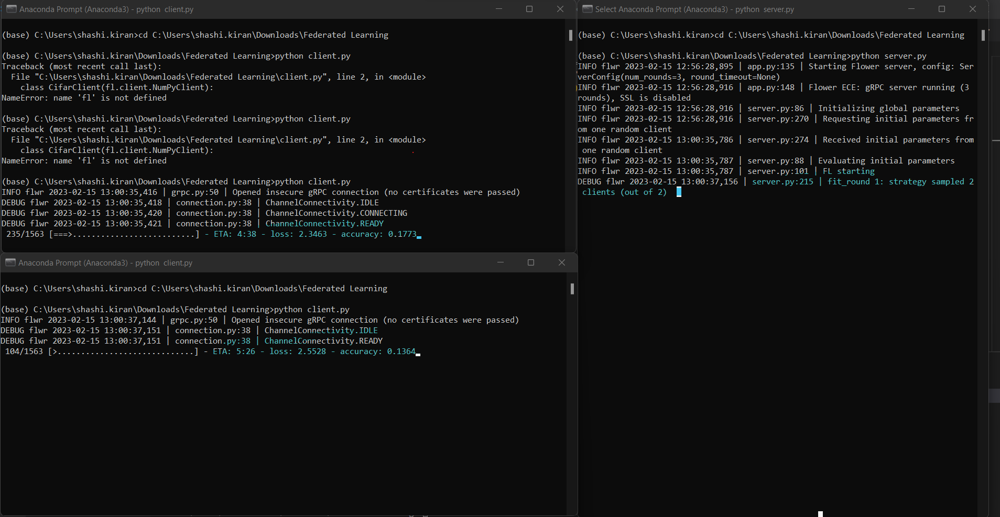 Anaconda Prompt (Anaconda3) - python  client.py
(base) C:\Users\shashi.kiran>cd C:\Users\shashi.kiran\Downloads\Federated Learning
(base) C:\Users\shashi.kiran\Downloads\Federated Learning>python client.py
Traceback (most recent call last):
  File "C:\Users\shashi.kiran\Downloads\Federated Learning\client.py", line 2, in <module>
    class CifarClient(fl.client.NumPyClient):
NameError: name 'fl' is not defined
(base) C:\Users\shashi.kiran\Downloads\Federated Learning>python client.py
Traceback (most recent call last):
  File "C:\Users\shashi.kiran\Downloads\Federated Learning\client.py", line 2, in <module>
    class CifarClient(fl.client.NumPyClient):
NameError: name 'fl' is not defined
(base) C:\Users\shashi.kiran\Downloads\Federated Learning>python client.py
INFO flwr 2023-02-15 13:00:35,416 | grpc.py:50 | Opened insecure gRPC connection (no certificates were passed)
DEBUG flwr 2023-02-15 13:00:35,418 | connection.py:38 | ChannelConnectivity.IDLE
DEBUG flwr 2023-02-15 13:00:35,420 | connection.py:38 | ChannelConnectivity.CONNECTING
DEBUG flwr 2023-02-15 13:00:35,421 | connection.py:38 | ChannelConnectivity.READY
 235/1563 [===>..........................] - ETA: 4:38 - loss: 2.3463 - accuracy: 0.1773
Anaconda Prompt (Anaconda3) - python  client.py
(base) C:\Users\shashi.kiran>cd C:\Users\shashi.kiran\Downloads\Federated Learning
(base) C:\Users\shashi.kiran\Downloads\Federated Learning>python client.py
INFO flwr 2023-02-15 13:00:37,144 | grpc.py:50 | Opened insecure gRPC connection (no certificates were passed)
DEBUG flwr 2023-02-15 13:00:37,151 | connection.py:38 | ChannelConnectivity.IDLE
DEBUG flwr 2023-02-15 13:00:37,151 | connection.py:38 | ChannelConnectivity.READY
 104/1563 [>.............................] - ETA: 5:26 - loss: 2.5528 - accuracy: 0.1364
Select Anaconda Prompt (Anaconda3) - python  server.py
(base) C:\Users\shashi.kiran>cd C:\Users\shashi.kiran\Downloads\Federated Learning
(base) C:\Users\shashi.kiran\Downloads\Federated Learning>python server.py
INFO flwr 2023-02-15 12:56:28,895 | app.py:135 | Starting Flower server, config: Ser
verConfig(num_rounds=3, round_timeout=None)
INFO flwr 2023-02-15 12:56:28,916 | app.py:148 | Flower ECE: gRPC server running (3 
rounds), SSL is disabled
INFO flwr 2023-02-15 12:56:28,916 | server.py:86 | Initializing global parameters
INFO flwr 2023-02-15 12:56:28,916 | server.py:270 | Requesting initial parameters fr
om one random client
INFO flwr 2023-02-15 13:00:35,786 | server.py:274 | Received initial parameters from
 one random client
INFO flwr 2023-02-15 13:00:35,787 | server.py:88 | Evaluating initial parameters
INFO flwr 2023-02-15 13:00:35,787 | server.py:101 | FL starting
DEBUG flwr 2023-02-15 13:00:37,156 | server.py:215 | fit_round 1: strategy sampled 2
 clients (out of 2)